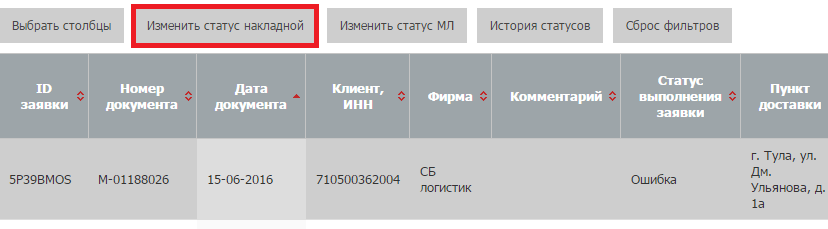 Выбрать столбцы Изменить статус накладной Изменить статус МЛ История статусов Сброс фильтров
ID заявки
Номер документа
Дата документа
Клиент, ИНН
Фирма
Комментарий
Статус выполнения заявки
Пункт доставки
5P39BMOS
М-01188026
15-06-2016
710500362004
СБ
логистик
Ошибка
г. Тула, ул.
Дм.
Ульянова, д.
1а